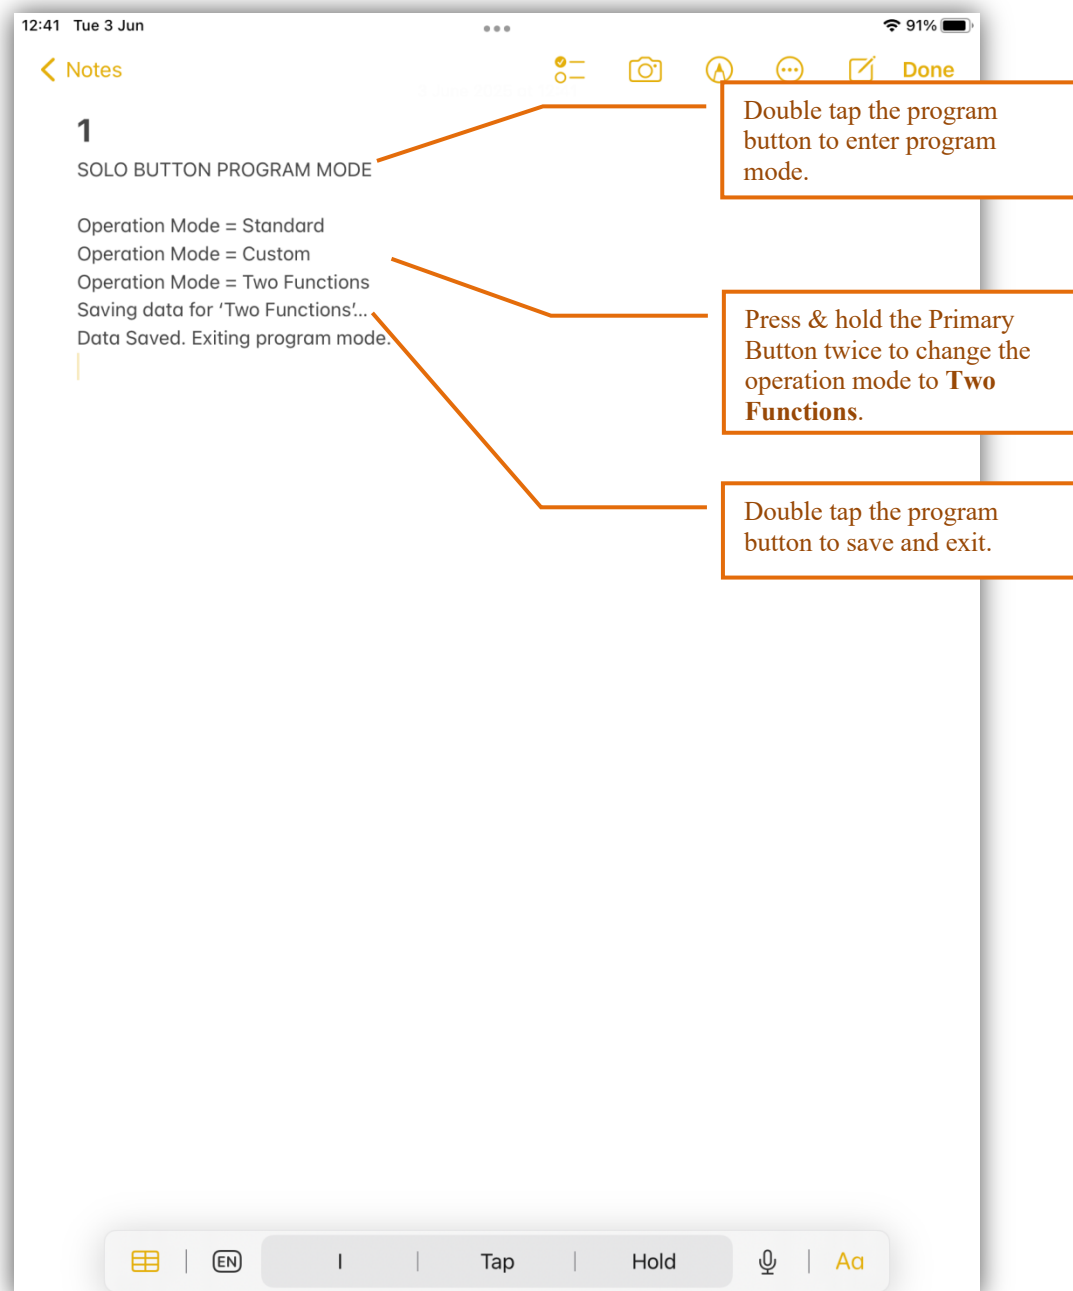 12:41 Tue 3 Jun
91%
Notes
Done
1
SOLO BUTTON PROGRAM MODE
Operation Mode = Standard
Operation Mode = Custom
Operation Mode = Two Functions
Saving data for ‘Two Functions’...
Data Saved. Exiting program mode.
Double tap the program
button to enter program
mode.
Press & hold the Primary
Button twice to change the
operation mode to Two
Functions.
Double tap the program
button to save and exit.
EN
I
Tap
Hold
Aa